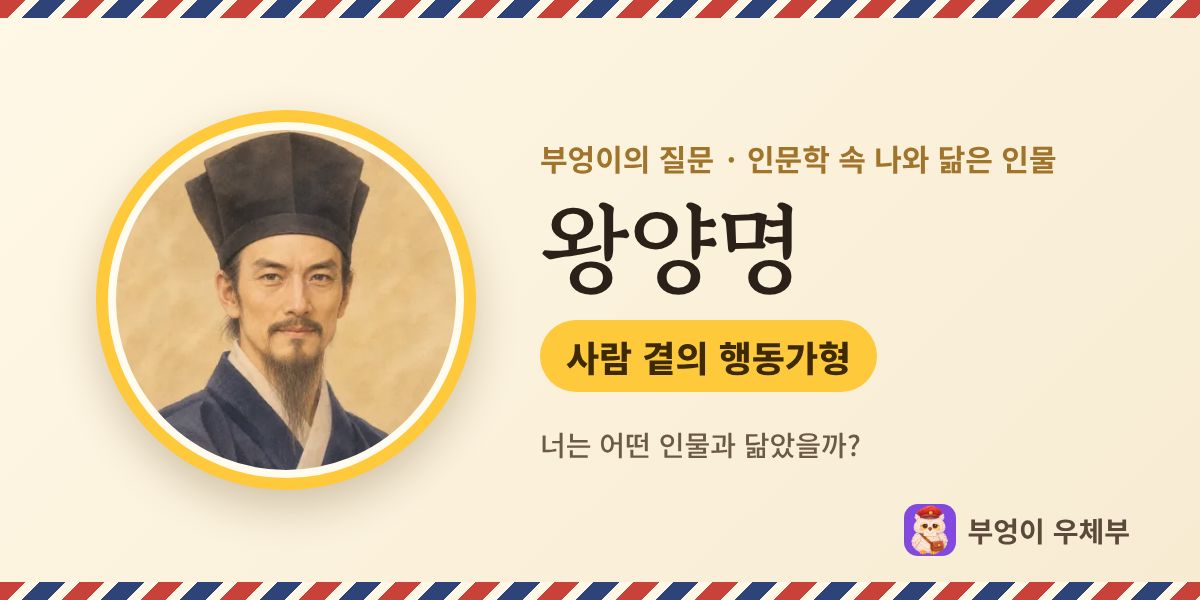 부엉이의 질문 · 인문학 속 나와 닮은 인물
왕양명
사람 곁의 행동가형
너는 어떤 인물과 닮았을까?
부엉이 우체부